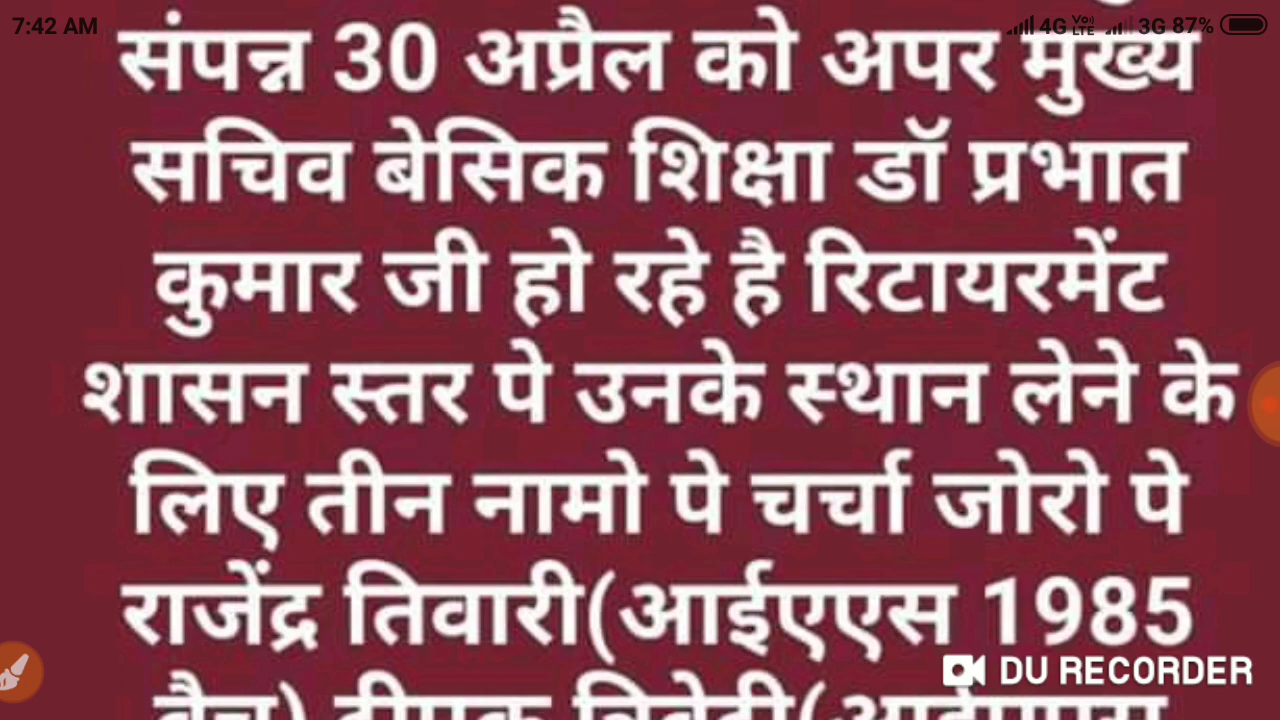 7:42 AM 4G VoLTE 3G 87%
संपन्न 30 अप्रैल को अपर मुख्य
सचिव बेसिक शिक्षा डॉ प्रभात
कुमार जी हो रहे है रिटायरमेंट
शासन स्तर पे उनके स्थान लेने के
लिए तीन नामो पे चर्चा जोरो पे
राजेंद्र तिवारी(आईएएस 1985
DU RECORDER